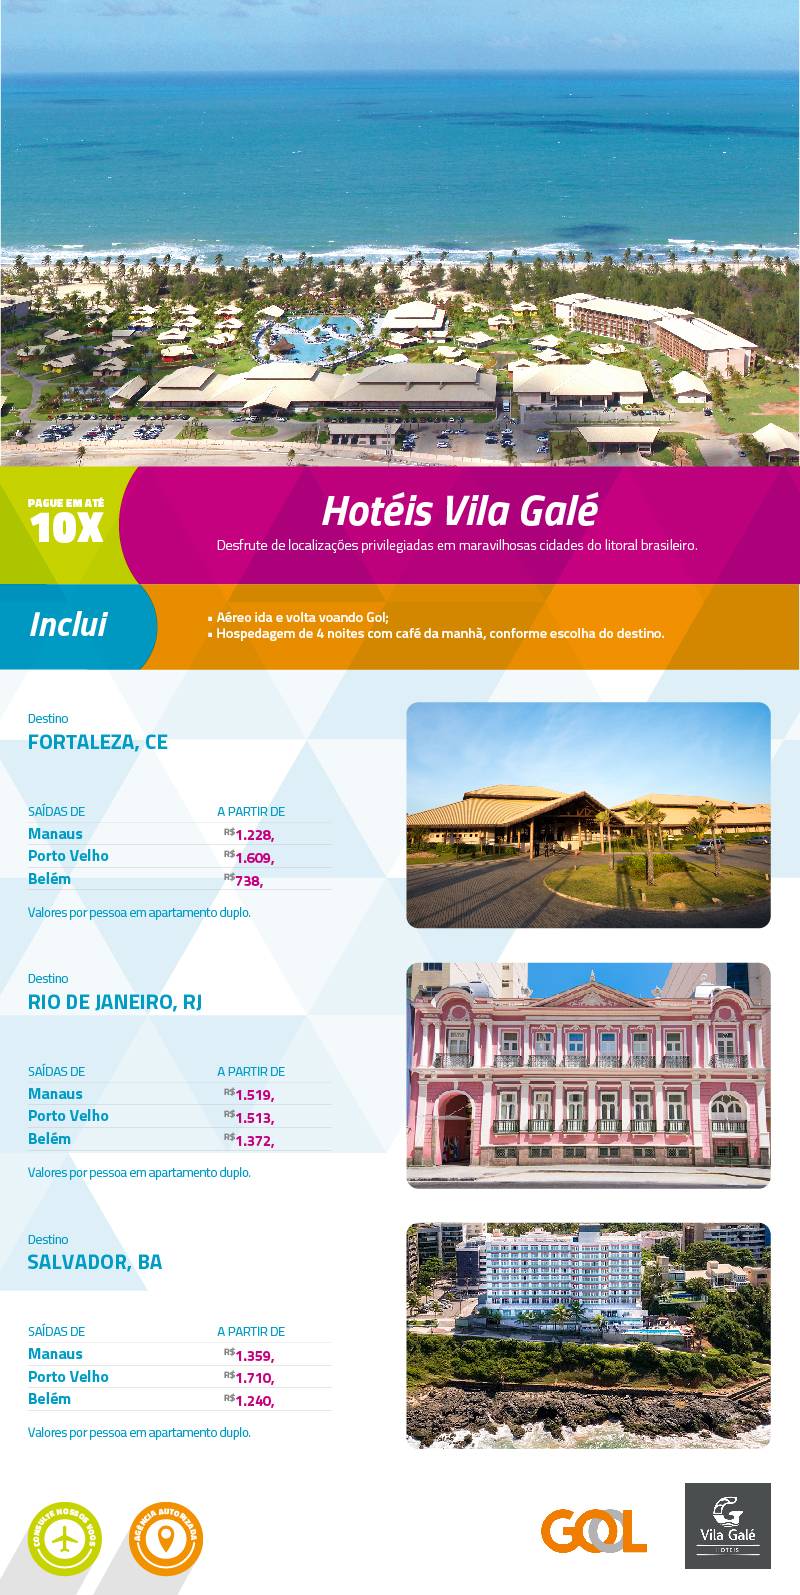 PAGUE EM ATÉ
10X
Hotéis Vila Galé
Desfrute de localizações privilegiadas em maravilhosas cidades do litoral brasileiro.
Inclui
• Aéreo ida e volta voando Gol;
• Hospedagem de 4 noites com café da manhã, conforme escolha do destino.
Destino
FORTALEZA, CE
SAÍDAS DE A PARTIR DE
Manaus R$1.228,
Porto Velho R$1.609,
Belém R$738,
Valores por pessoa em apartamento duplo.
Destino
RIO DE JANEIRO, RJ
SAÍDAS DE A PARTIR DE
Manaus R$1.519,
Porto Velho R$1.513,
Belém R$1.372,
Valores por pessoa em apartamento duplo.
Destino
SALVADOR, BA
SAÍDAS DE A PARTIR DE
Manaus R$1.359,
Porto Velho R$1.710,
Belém R$1.240,
Valores por pessoa em apartamento duplo.
CONSULTE NOSSOS VOOS
AGENCIA AUTORIZADA
GOL
Vila Galé
HOTEIS